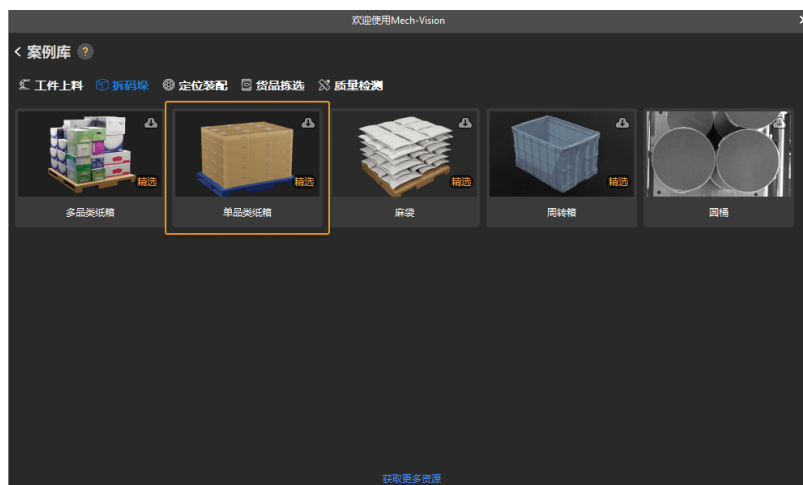 欢迎使用Mech-Vision
案例库 ?
工件上料 拆码垛 定位装配 货品拣选 质量检测
精选 精选 精选 精选
多品类纸箱 单品类纸箱 麻袋 周转箱 圆桶
获取更多资源